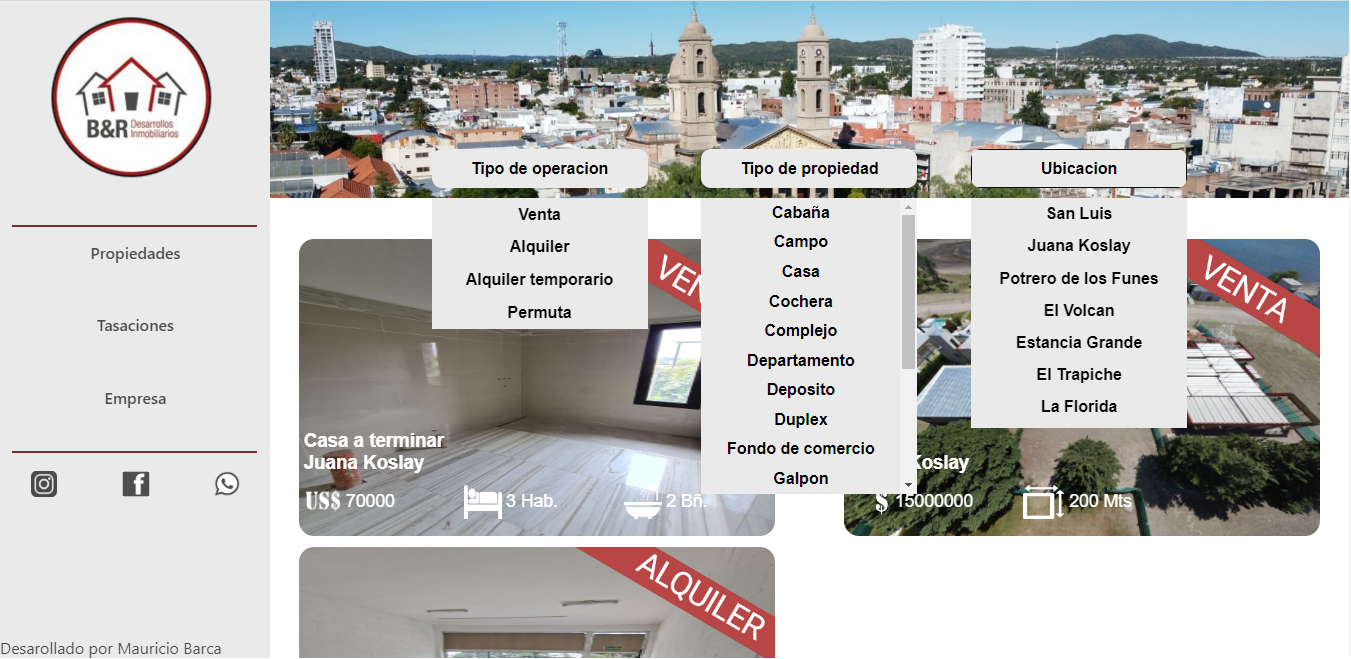 B&R Desarrollos
Inmobiliarios
Propiedades
Tasaciones
Empresa
Desarollado por Mauricio Barca
Tipo de operacion
Venta
Alquiler
Alquiler temporario
Permuta
Tipo de propiedad
Cabaña
Campo
Casa
Cochera
Complejo
Departamento
Deposito
Duplex
Fondo de comercio
Galpon
Ubicacion
San Luis
Juana Koslay
Potrero de los Funes
El Volcan
Estancia Grande
El Trapiche
La Florida
VEN
Casa a terminar
Juana Koslay
US$ 70000
3 Hab.
2 Bñ.
VENTA
Koslay
$ 15000000
200 Mts
ALQUILER